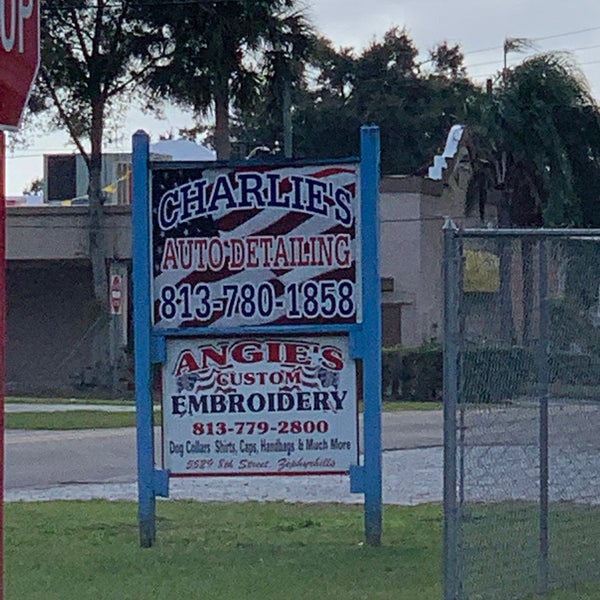 OP
CHARLIE'S
AUTO DETAILING
813-780-1858
ANGIE'S
CUSTOM
EMBROIDERY
813-779-2800
Dog Collars Shirts, Caps, Handbags & Much More
5529 8th Street, Zephyrhills